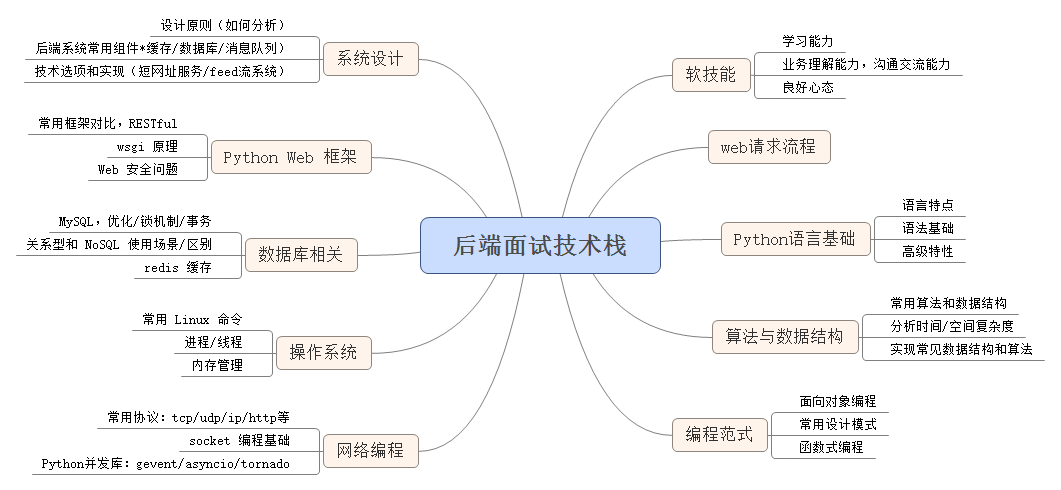 后端面试技术栈
系统设计
设计原则（如何分析）
后端系统常用组件*缓存/数据库/消息队列）
技术选项和实现（短网址服务/feed流系统）
Python Web 框架
常用框架对比，RESTful
wsgi 原理
Web 安全问题
数据库相关
MySQL，优化/锁机制/事务
关系型和 NoSQL 使用场景/区别
redis 缓存
操作系统
常用 Linux 命令
进程/线程
内存管理
网络编程
常用协议：tcp/udp/ip/http等
socket 编程基础
Python并发库：gevent/asyncio/tornado
软技能
学习能力
业务理解能力，沟通交流能力
良好心态
web请求流程
Python语言基础
语言特点
语法基础
高级特性
算法与数据结构
常用算法和数据结构
分析时间/空间复杂度
实现常见数据结构和算法
编程范式
面向对象编程
常用设计模式
函数式编程